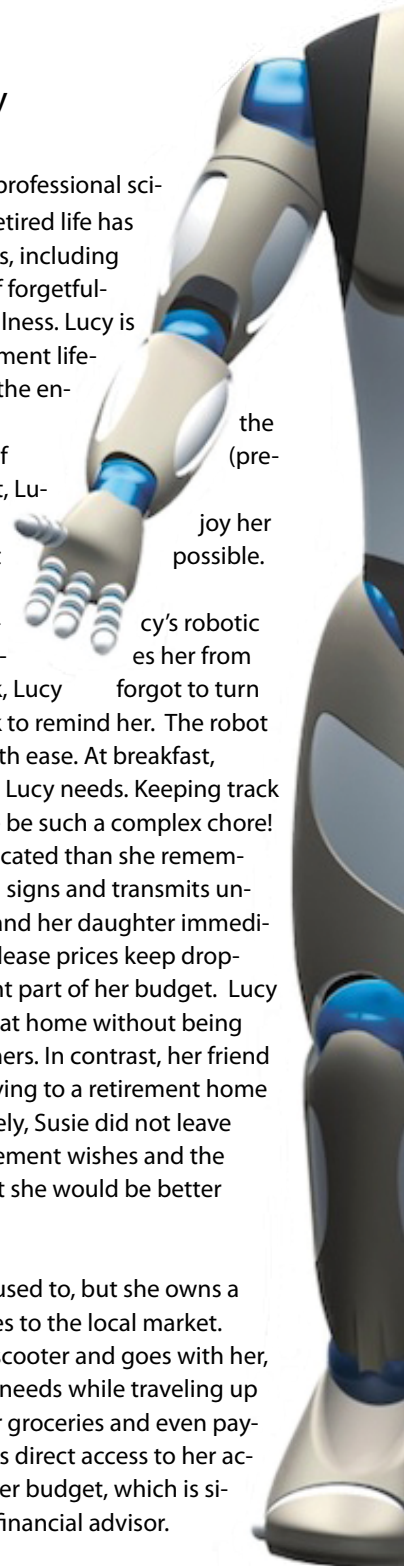 y
professional sci-
etired life has
s, including
f forgetful-
lness. Lucy is
ment life-
the en-
the
f (pre-
t, Lu-
joy her
t possible.
- cy's robotic
- es her from
k, Lucy forgot to turn
k to remind her. The robot
th ease. At breakfast,
Lucy needs. Keeping track
be such a complex chore!
cated than she remem-
signs and transmits un-
and her daughter immedi-
lease prices keep drop-
nt part of her budget. Lucy
at home without being
ners. In contrast, her friend
ving to a retirement home
ely, Susie did not leave
ement wishes and the
t she would be better
used to, but she owns a
es to the local market.
scooter and goes with her,
needs while traveling up
r groceries and even pay-
s direct access to her ac-
er budget, which is si-
financial advisor.